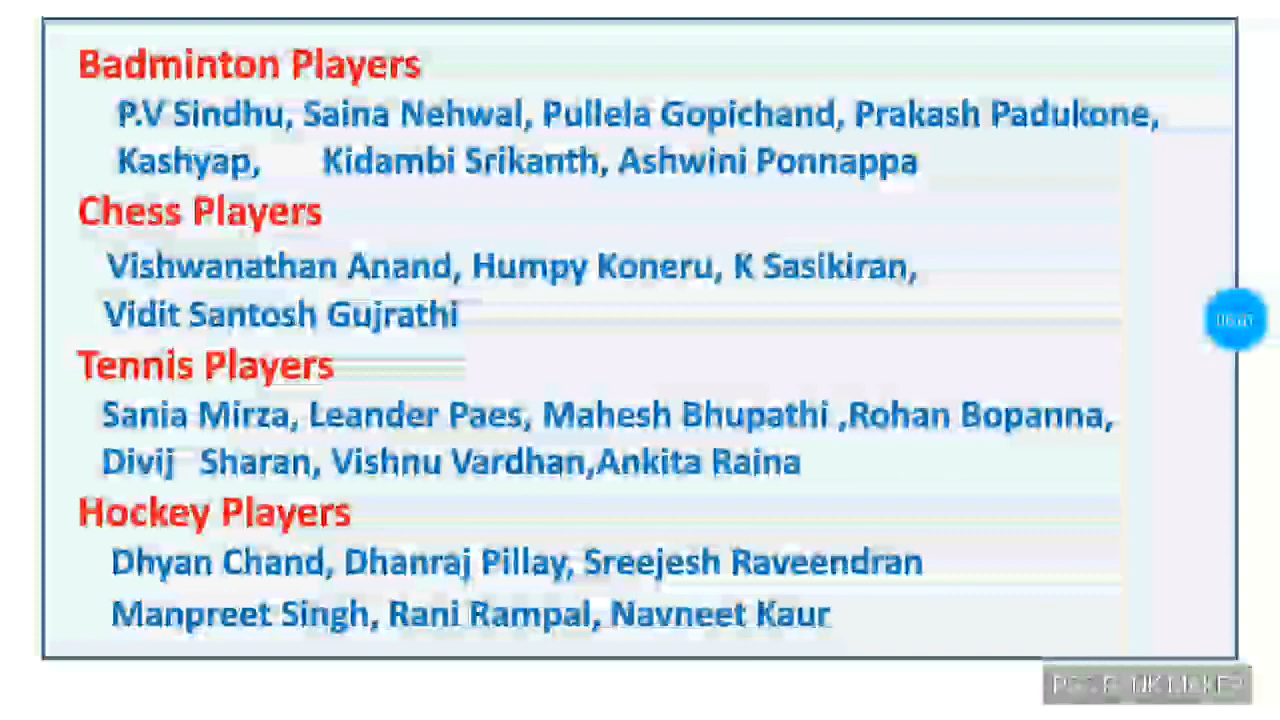 Badminton Players
P.V Sindhu, Saina Nehwal, Pullela Gopichand, Prakash Padukone,
Kashyap, Kidambi Srikanth, Ashwini Ponnappa
Chess Players
Vishwanathan Anand, Humpy Koneru, K Sasikiran,
Vidit Santosh Gujrathi
Tennis Players
Sania Mirza, Leander Paes, Mahesh Bhupathi ,Rohan Bopanna,
Divij Sharan, Vishnu Vardhan,Ankita Raina
Hockey Players
Dhyan Chand, Dhanraj Pillay, Sreejesh Raveendran
Manpreet Singh, Rani Rampal, Navneet Kaur